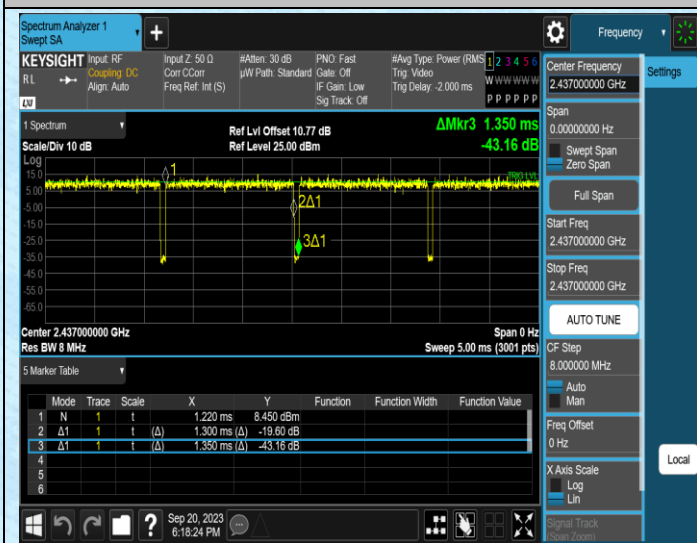 Spectrum Analyzer 1
Swept SA
+
Frequency
KEYSIGHT
RL
LXI
Input: RF
Coupling: DC
Align: Auto
Input Z: 50 Ω
Corr CCorr
Freq Ref: Int (S)
#Atten: 30 dB
µW Path: Standard
PNO: Fast
Gate: Off
IF Gain: Low
Sig Track: Off
#Avg Type: Power (RMS
Trig: Video
Trig Delay: -2.000 ms
1 2 3 4 5 6
W W W W W W
P P P P P P
1 Spectrum
Scale/Div 10 dB
Ref Lvl Offset 10.77 dB
Ref Level 25.00 dBm
ΔMkr3 1.350 ms
-43.16 dB
Log
15.0
5.00
-5.00
-15.0
-25.0
-35.0
-45.0
-55.0
-65.0
1
2Δ1
3Δ1
TRIG LVL
Center 2.437000000 GHz
Res BW 8 MHz
Span 0 Hz
Sweep 5.00 ms (3001 pts)
5 Marker Table
Mode Trace Scale X Y Function Function Width Function Value
1 N 1 t 1.220 ms 8.450 dBm
2 Δ1 1 t (Δ) 1.300 ms (Δ) -19.60 dB
3 Δ1 1 t (Δ) 1.350 ms (Δ) -43.16 dB
4
5
6
?
Sep 20, 2023
6:18:24 PM
Center Frequency
2.437000000 GHz
Span
0.00000000 Hz
Swept Span
Zero Span
Full Span
Start Freq
2.437000000 GHz
Stop Freq
2.437000000 GHz
AUTO TUNE
CF Step
8.000000 MHz
Auto
Man
Freq Offset
0 Hz
X Axis Scale
Log
Lin
Signal Track
(Span Zoom)
Settings
Local